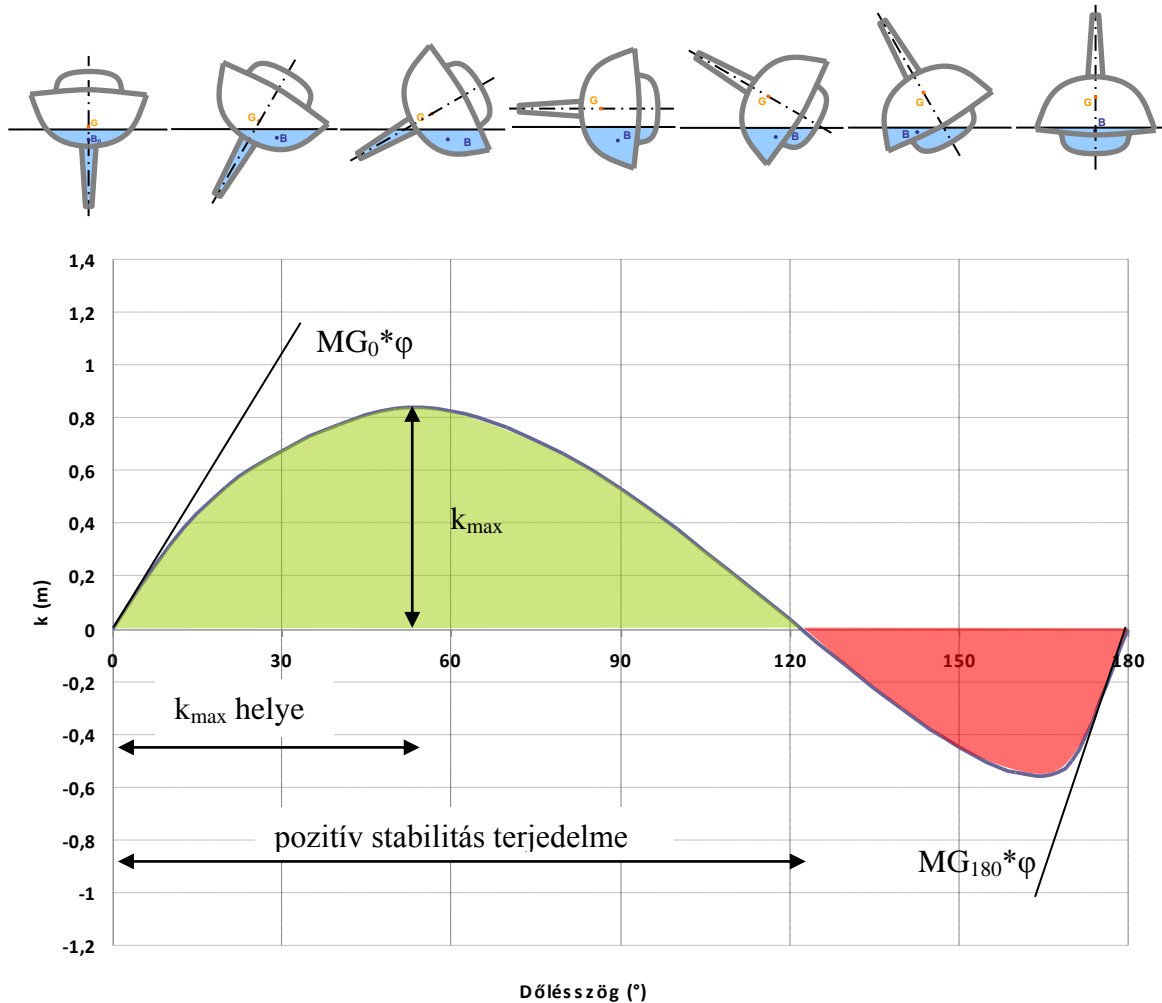 G
B₀
G
B
G
B
G
B
G
B
G
B
G
B
1,4
1,2
1
0,8
0,6
0,4
0,2
0
-0,2
-0,4
-0,6
-0,8
-1
-1,2
k (m)
MG₀*φ
kmax
0 30 60 90 120 150 180
kmax helye
pozitív stabilitás terjedelme
MG₁₈₀*φ
Dőlésszög (°)